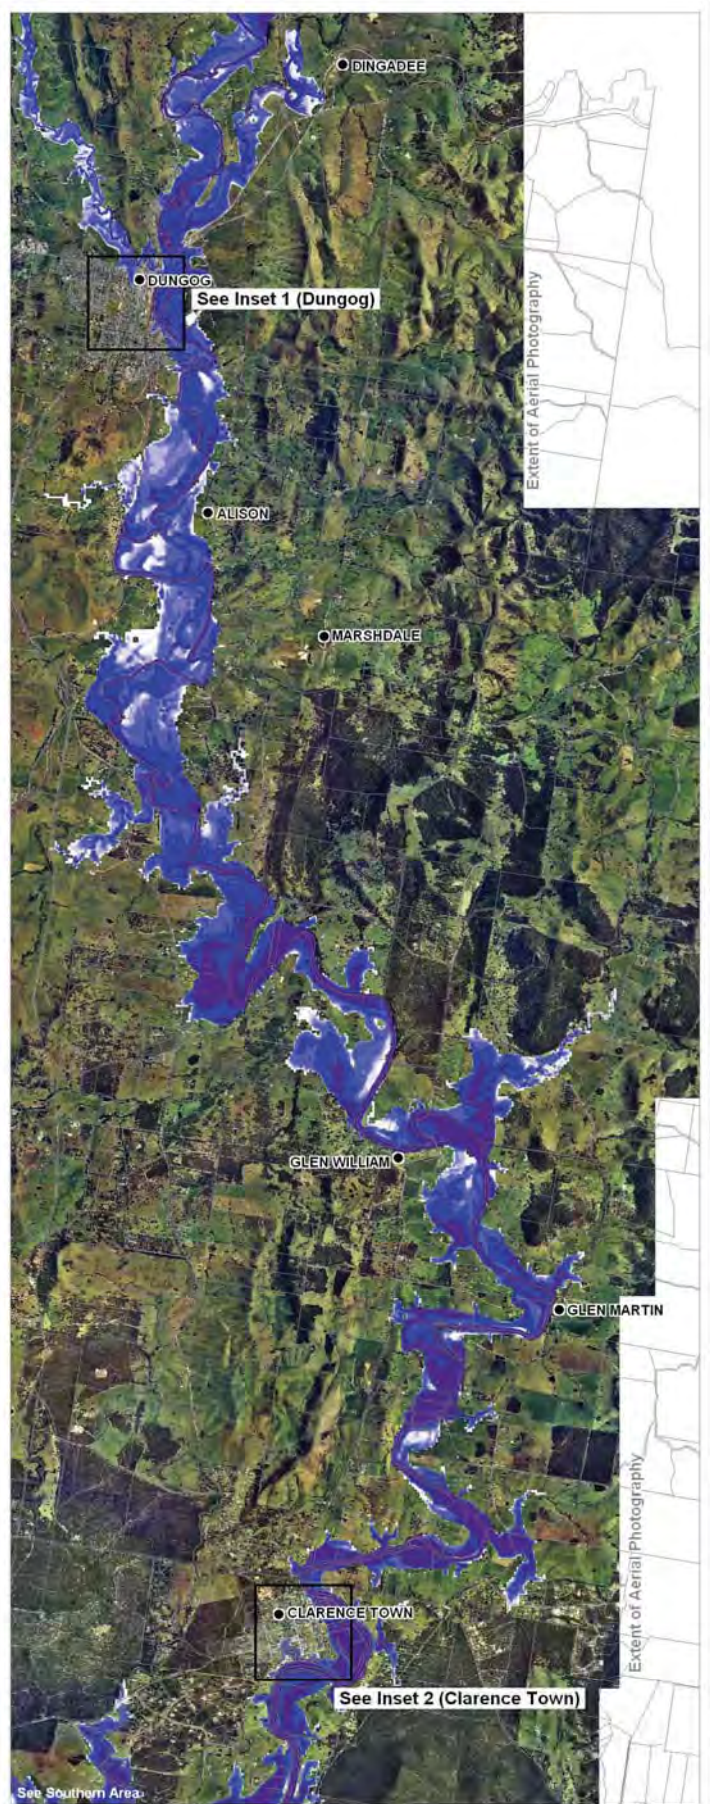 DINGADEE
DUNGOG
See Inset 1 (Dungog)
Extent of Aerial Photography
ALISON
MARSHDALE
GLEN WILLIAM
GLEN MARTIN
Extent of Aerial Photography
CLARENCE TOWN
See Inset 2 (Clarence Town)
See Southern Area